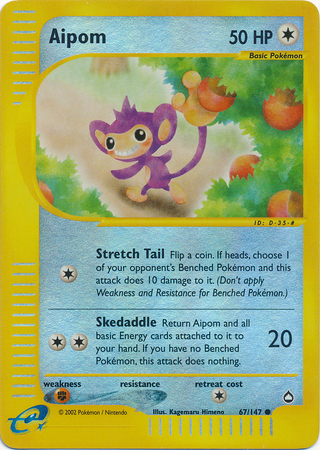 Aipom 50 HP
Basic Pokémon
ID: D-35-#
Stretch Tail Flip a coin. If heads, choose
1 of your opponent's Benched Pokémon and this
attack does 10 damage to it. (Don't apply
Weakness and Resistance for Benched Pokémon.)
Skedaddle Return Aipom and all
basic Energy cards attached to it to
your hand. If you have no Benched
Pokémon, this attack does nothing.
20
weakness resistance retreat cost
e
© 2002 Pokémon / Nintendo Illus. Kagemaru Himeno 67/147